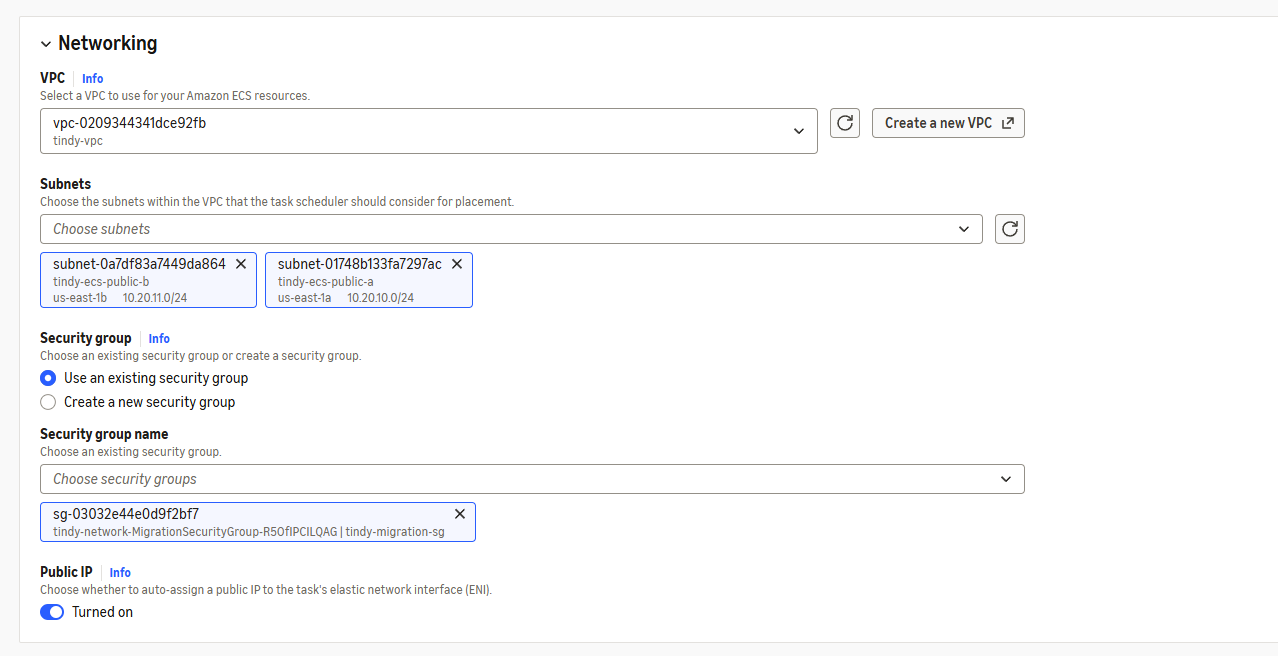 Networking
VPC Info
Select a VPC to use for your Amazon ECS resources.
vpc-0209344341dce92fb
tindy-vpc
Create a new VPC
Subnets
Choose the subnets within the VPC that the task scheduler should consider for placement.
Choose subnets
subnet-0a7df83a7449da864
tindy-ecs-public-b
us-east-1b 10.20.11.0/24
subnet-01748b133fa7297ac
tindy-ecs-public-a
us-east-1a 10.20.10.0/24
Security group Info
Choose an existing security group or create a security group.
Use an existing security group
Create a new security group
Security group name
Choose an existing security group.
Choose security groups
sg-03032e44e0d9f2bf7
tindy-network-MigrationSecurityGroup-R5OfIPCILQAG | tindy-migration-sg
Public IP Info
Choose whether to auto-assign a public IP to the task's elastic network interface (ENI).
Turned on